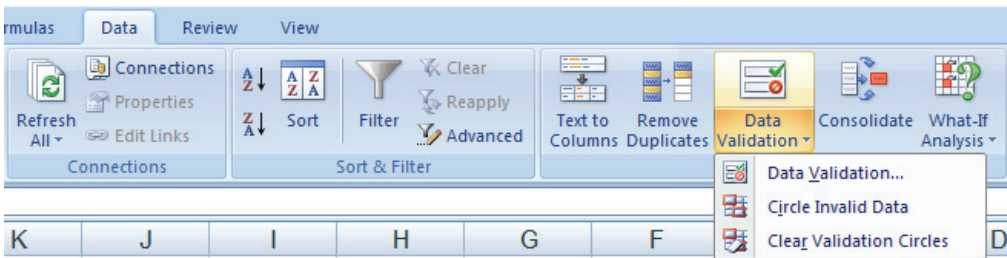 rmulas Data Review View
Connections
Properties
Edit Links
Refresh
All
Connections
A
Z
Z
A
A Z
Z A
Sort
Filter
Clear
Reapply
Advanced
Sort & Filter
Text to
Columns
Remove
Duplicates
Data
Validation
Consolidate
What-If
Analysis
Data Validation...
Circle Invalid Data
Clear Validation Circles
K J I H G F D